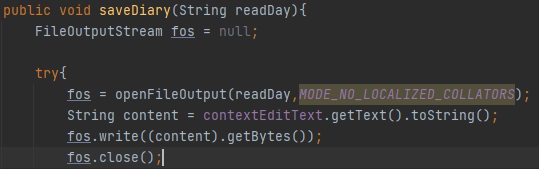 public void saveDiary(String readDay){
FileOutputStream fos = null;
try{
fos = openFileOutput(readDay,MODE_NO_LOCALIZED_COLLATORS);
String content = contextEditText.getText().toString();
fos.write((content).getBytes());
fos.close();